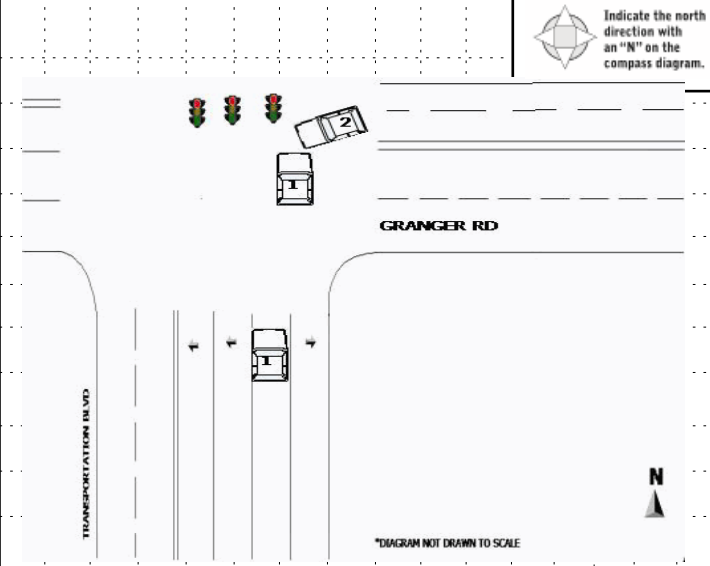 Indicate the north
direction with
an "N" on the
compass diagram.
2
1
GRANGER RD
1
TRANSPORTATION BLVD
N
*DIAGRAM NOT DRAWN TO SCALE